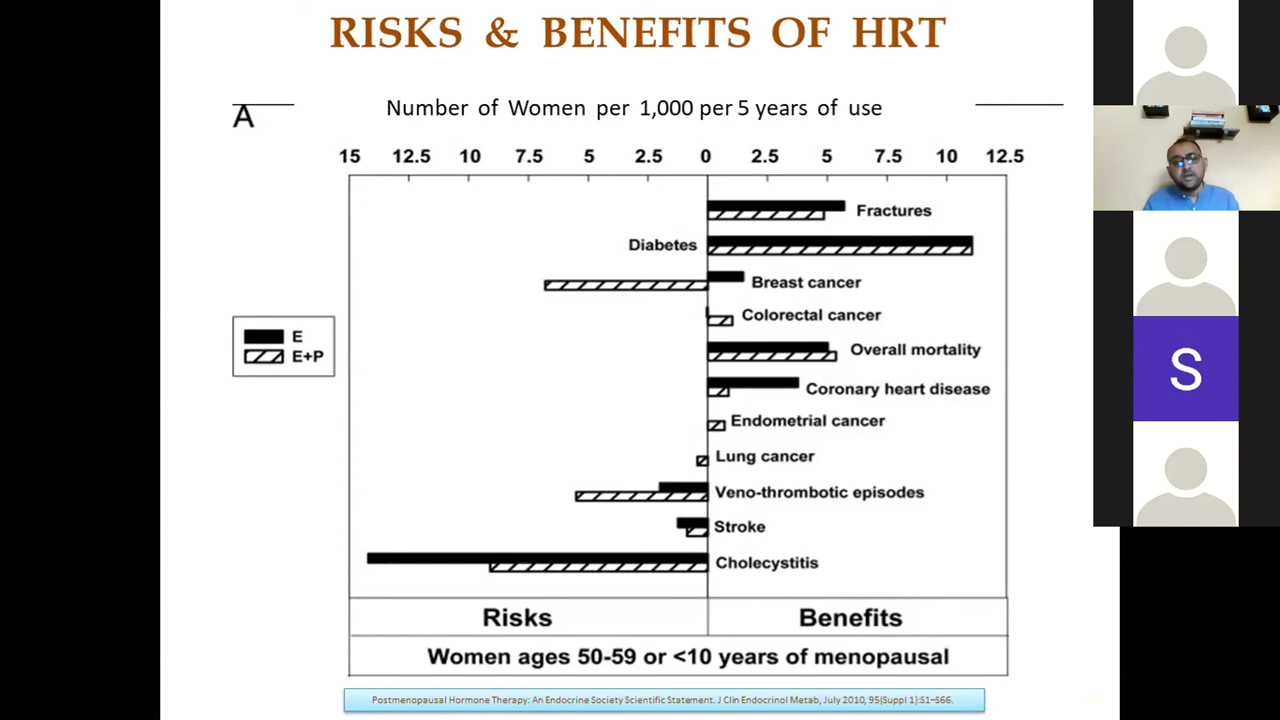 RISKS & BENEFITS OF HRT
Number of Women per 1,000 per 5 years of use
A
15 12.5 10 7.5 5 2.5 0 2.5 5 7.5 10 12.5
Fractures
Diabetes
Breast cancer
Colorectal cancer
E
E+P
Overall mortality
Coronary heart disease
Endometrial cancer
Lung cancer
Veno-thrombotic episodes
Stroke
Cholecystitis
Risks Benefits
Women ages 50-59 or <10 years of menopausal
Postmenopausal Hormone Therapy: An Endocrine Society Scientific Statement. J Clin Endocrinol Metab, July 2010, 95(Suppl 1):S1–S66.
S